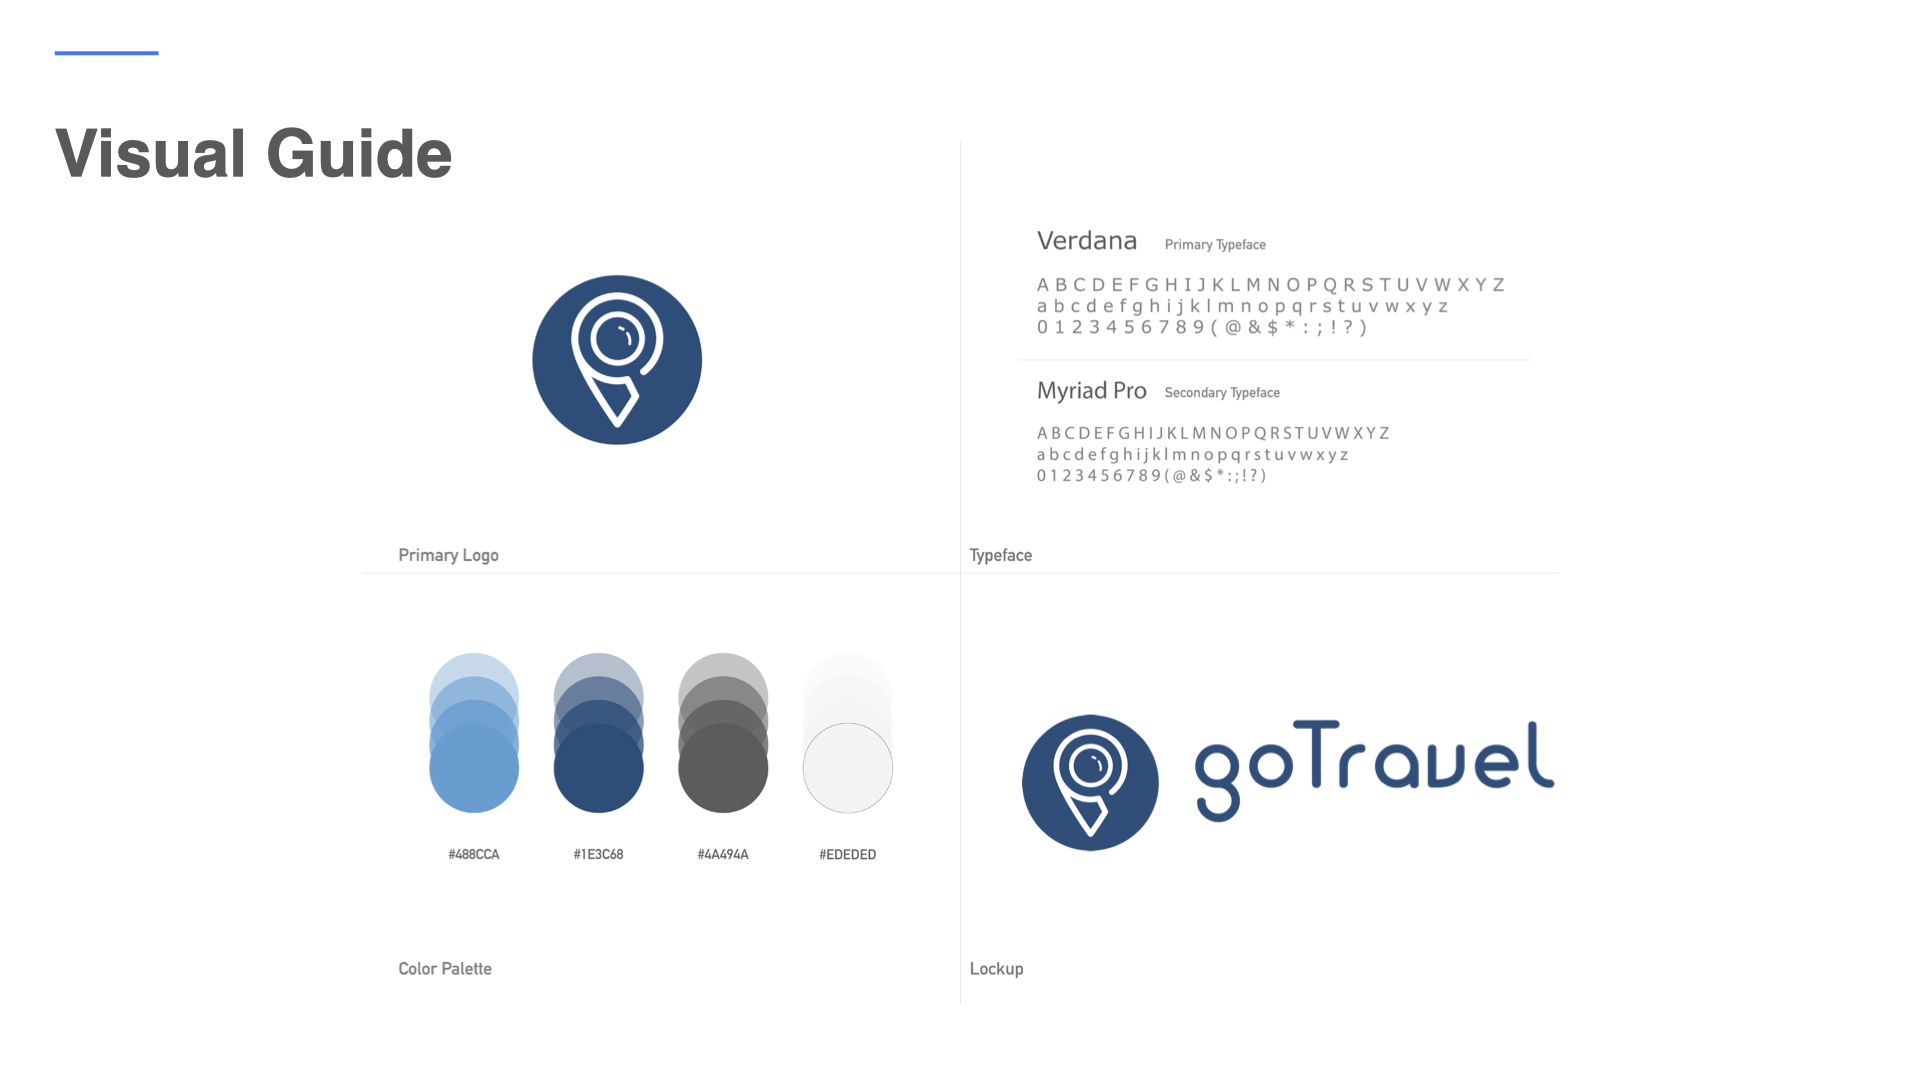 Visual Guide
Verdana Primary Typeface
A B C D E F G H I J K L M N O P Q R S T U V W X Y Z
a b c d e f g h i j k l m n o p q r s t u v w x y z
0 1 2 3 4 5 6 7 8 9 ( @ & $ * : ; ! ? )
Myriad Pro Secondary Typeface
A B C D E F G H I J K L M N O P Q R S T U V W X Y Z
a b c d e f g h i j k l m n o p q r s t u v w x y z
0 1 2 3 4 5 6 7 8 9 ( @ & $ * : ; ! ? )
Primary Logo
Typeface
goTravel
#488CCA
#1E3C68
#4A494A
#EDEDED
Color Palette
Lockup